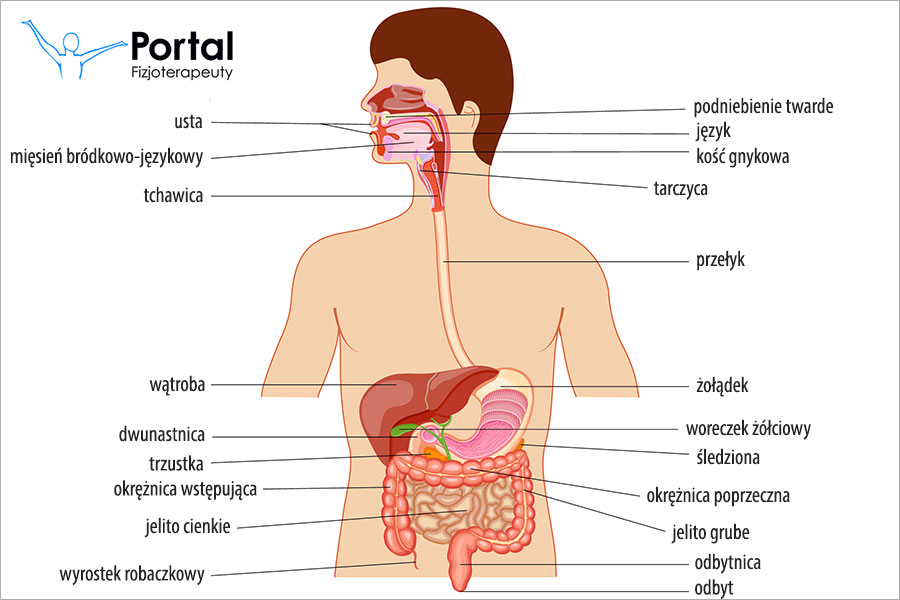 Portal
Fizjoterapeuty
usta
mięsień bródkowo-językowy
tchawica
wątroba
dwunastnica
trzustka
okrężnica wstępująca
jelito cienkie
wyrostek robaczkowy
podniebienie twarde
język
kość gnykowa
tarczyca
przełyk
żołądek
woreczek żółciowy
śledziona
okrężnica poprzeczna
jelito grube
odbytnica
odbyt